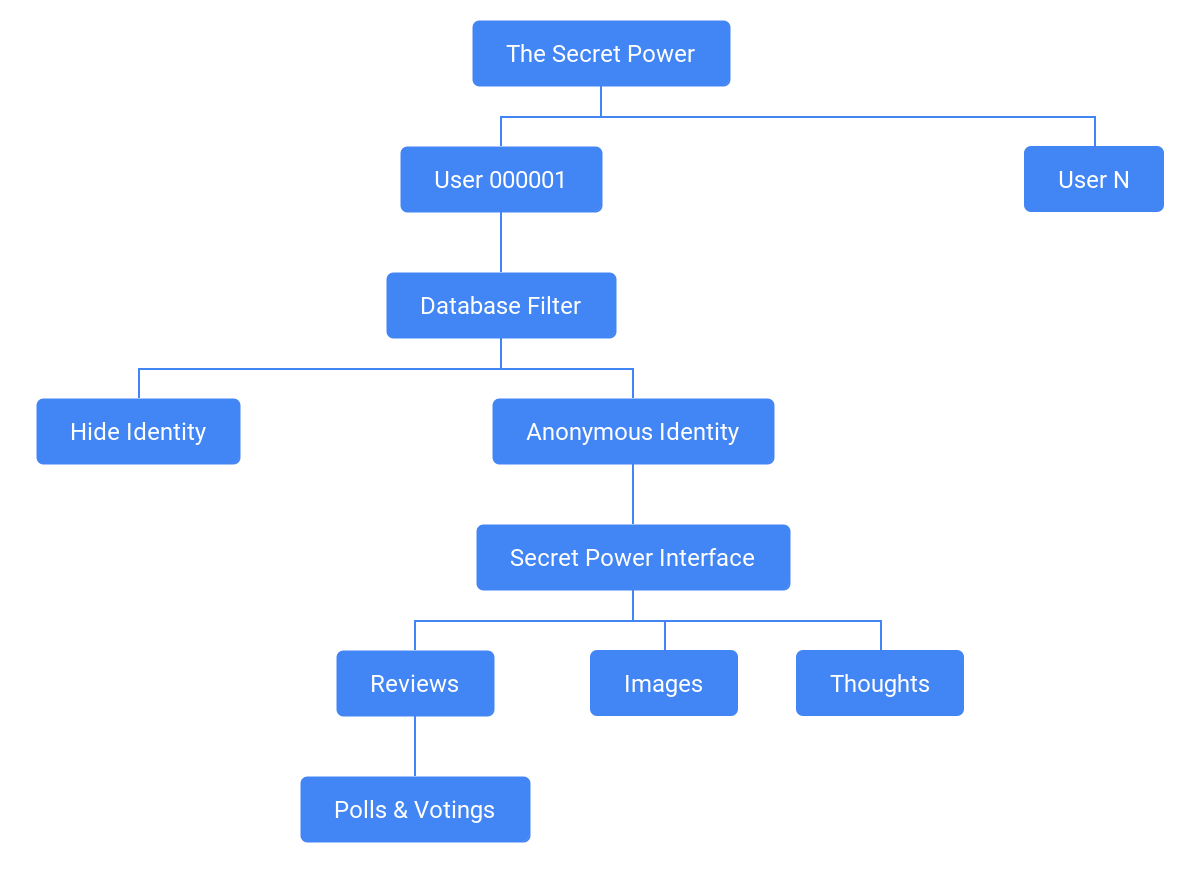 The Secret Power
User 000001
User N
Database Filter
Hide Identity
Anonymous Identity
Secret Power Interface
Reviews
Images
Thoughts
Polls & Votings